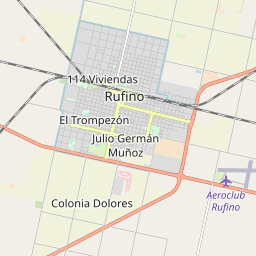 114 Viviendas
Rufino
El Trompezón
Julio Germán
Muñoz
Aeroclub
Rufino
Colonia Dolores